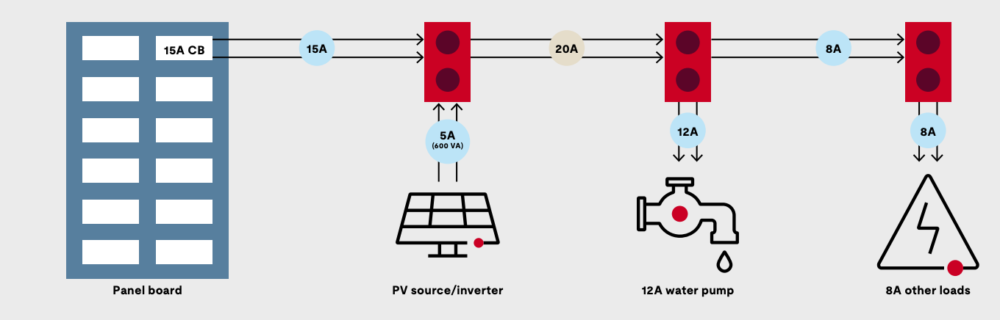 15A CB
15A
20A
8A
5A
(600 VA)
12A
8A
Panel board
PV source/inverter
12A water pump
8A other loads